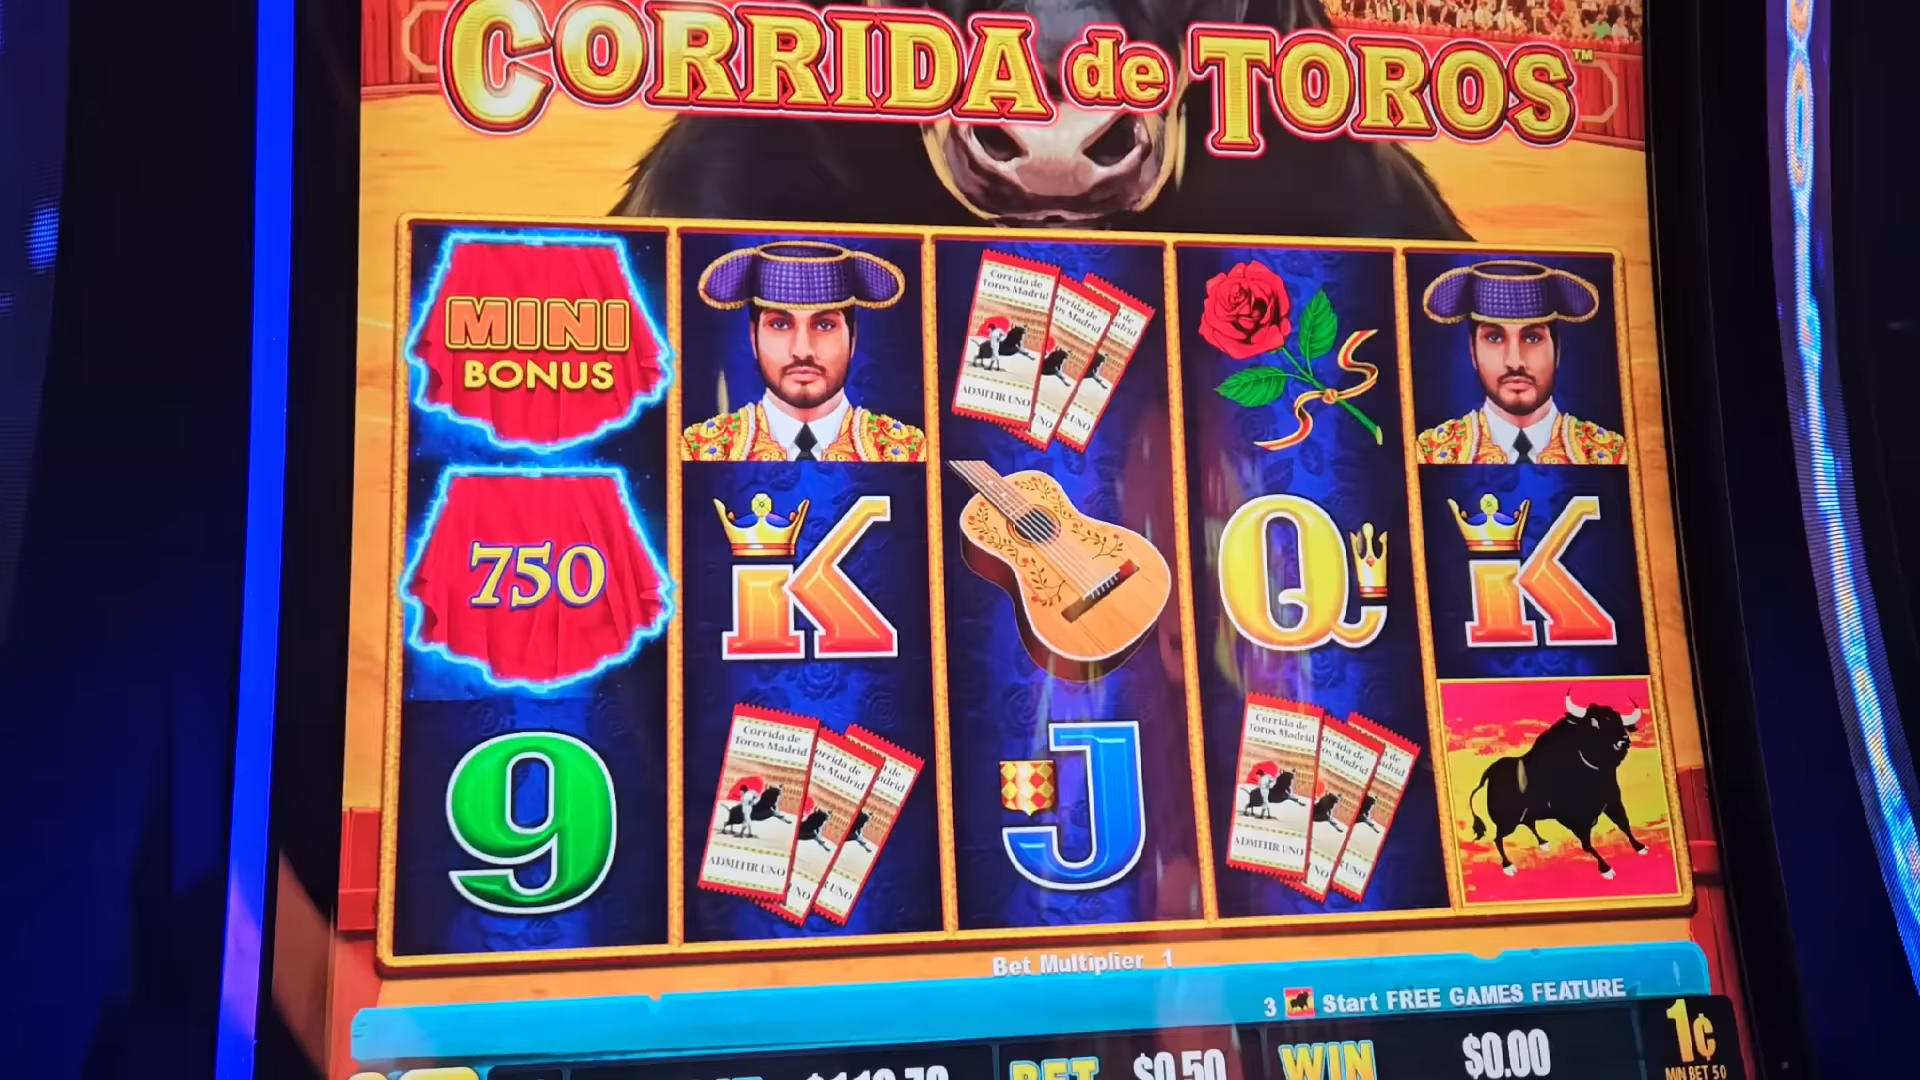 CORRIDA de TOROS™
MINI
BONUS
Corrida de
Toros Madrid
ADMITIR UNO
750
K
Q
K
9
Corrida de
Toros Madrid
ADMITIR UNO
J
Corrida de
Toros Madrid
ADMITIR UNO
Bet Multiplier 1
3 Start FREE GAMES FEATURE
BET $0.50
WIN $0.00
1¢
MIN BET 50